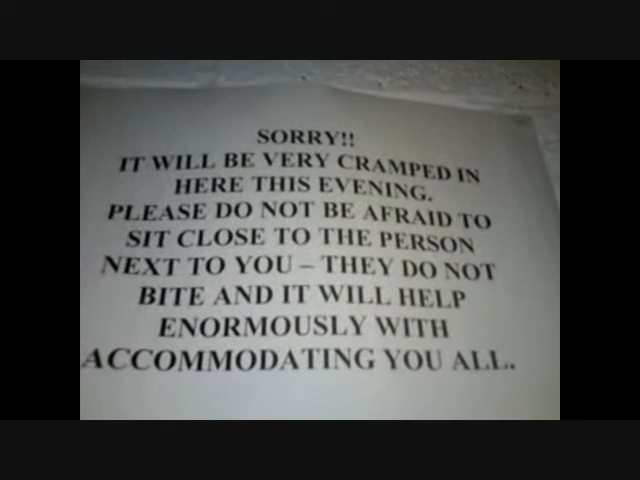 SORRY!!
IT WILL BE VERY CRAMPED IN
HERE THIS EVENING.
PLEASE DO NOT BE AFRAID TO
SIT CLOSE TO THE PERSON
NEXT TO YOU – THEY DO NOT
BITE AND IT WILL HELP
ENORMOUSLY WITH
ACCOMMODATING YOU ALL.